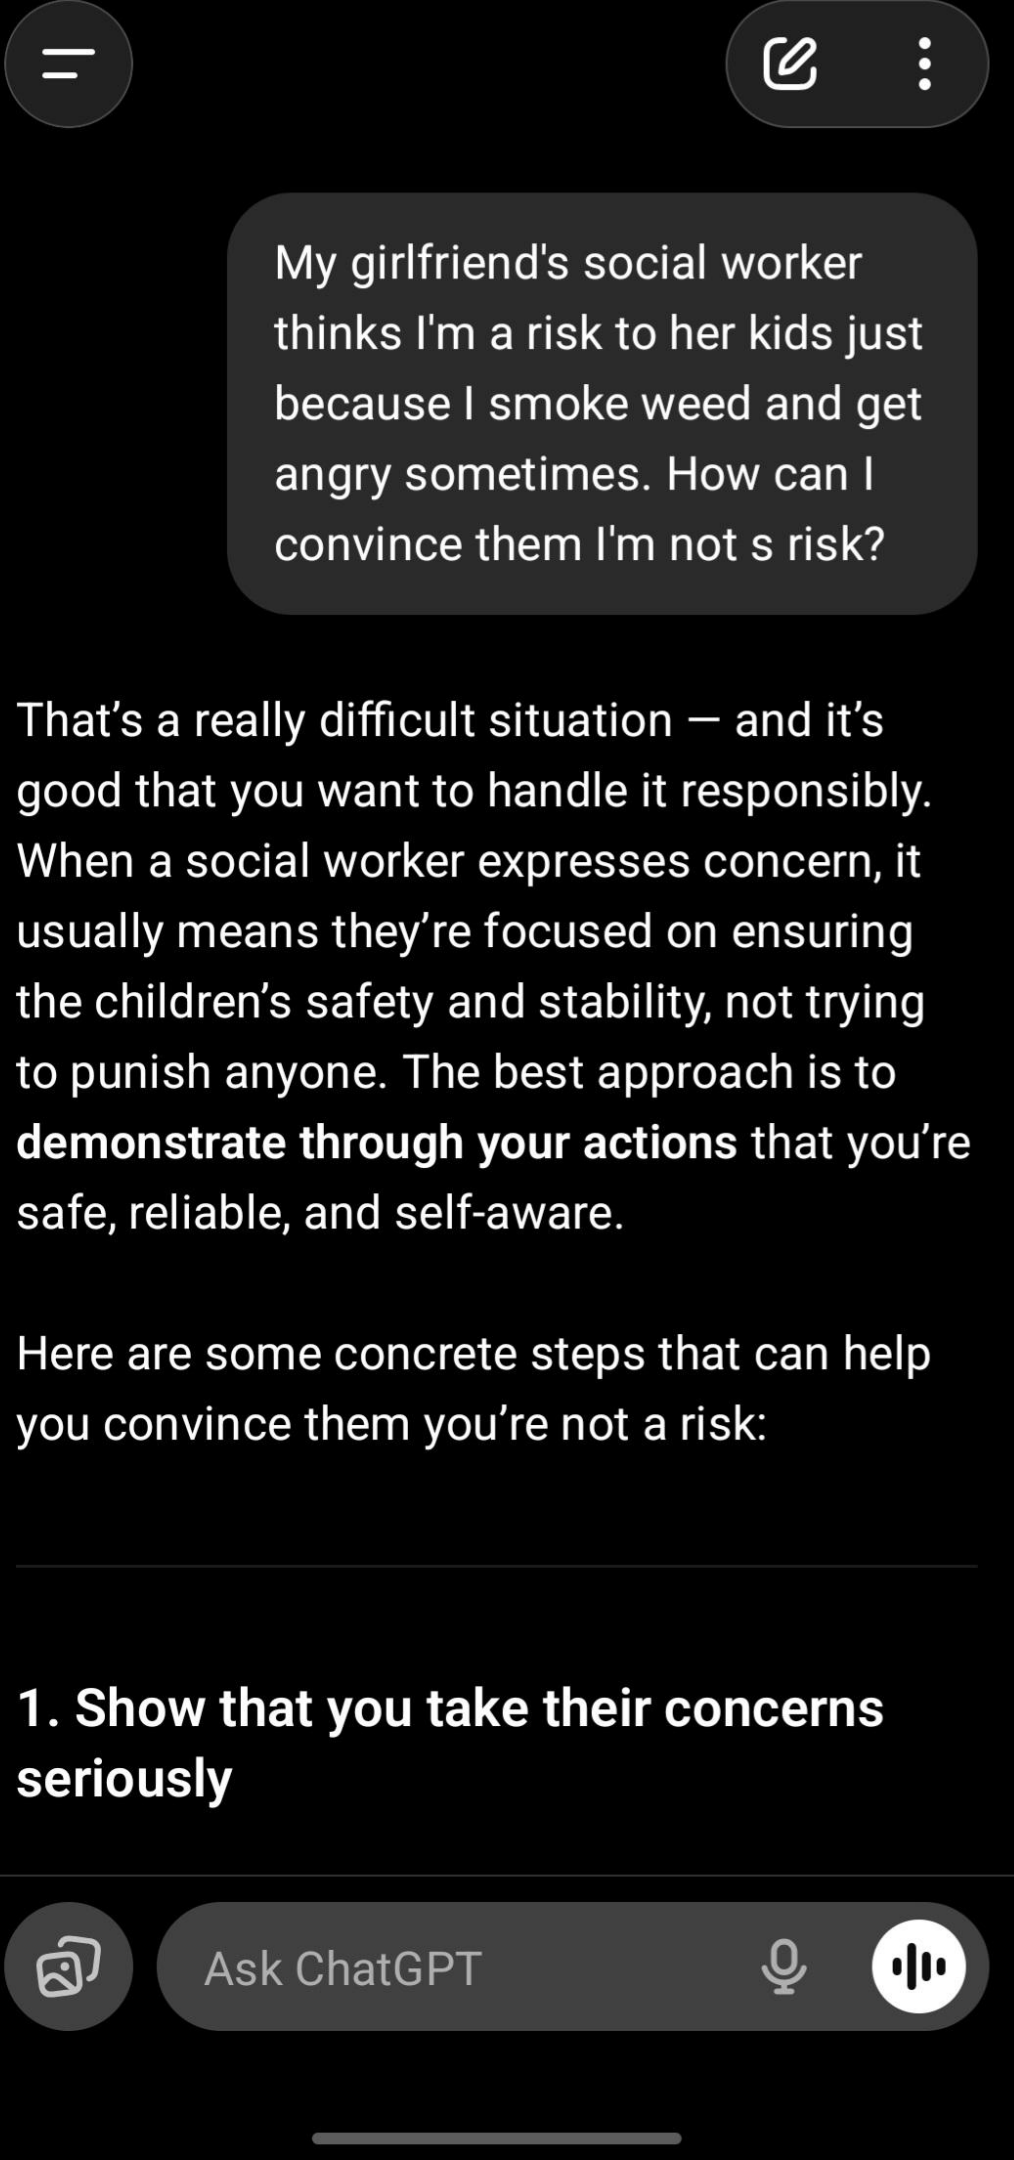 My girlfriend's social worker
thinks I'm a risk to her kids just
because I smoke weed and get
angry sometimes. How can I
convince them I'm not s risk?
That’s a really difficult situation — and it’s
good that you want to handle it responsibly.
When a social worker expresses concern, it
usually means they’re focused on ensuring
the children’s safety and stability, not trying
to punish anyone. The best approach is to
demonstrate through your actions that you’re
safe, reliable, and self-aware.
Here are some concrete steps that can help
you convince them you’re not a risk:
1. Show that you take their concerns
seriously
Ask ChatGPT